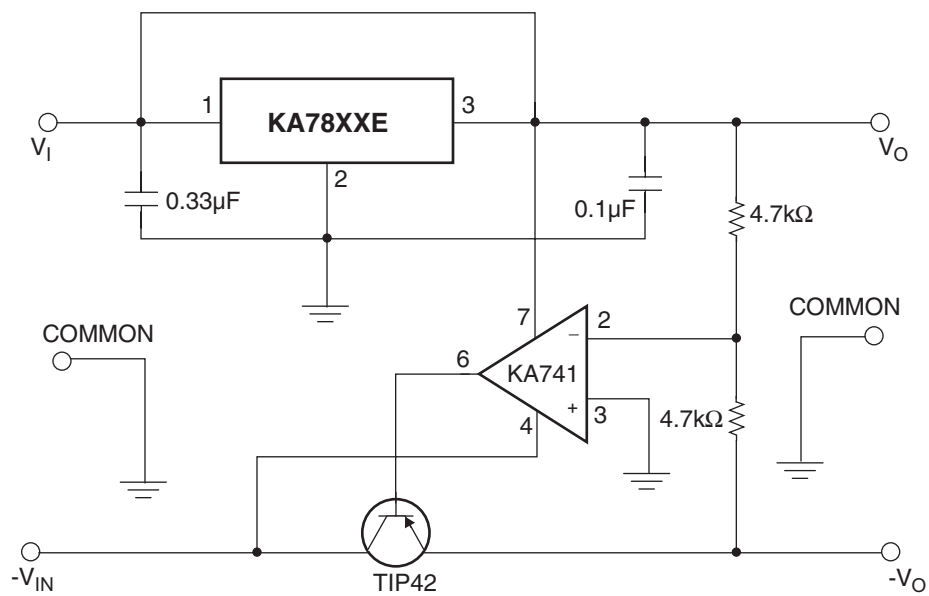 1
KA78XXE
3
V_I
V_O
2
0.33µF
0.1µF
4.7kΩ
COMMON
COMMON
7
2
−
6
KA741
+
3
4
4.7kΩ
-V_IN
TIP42
-V_O